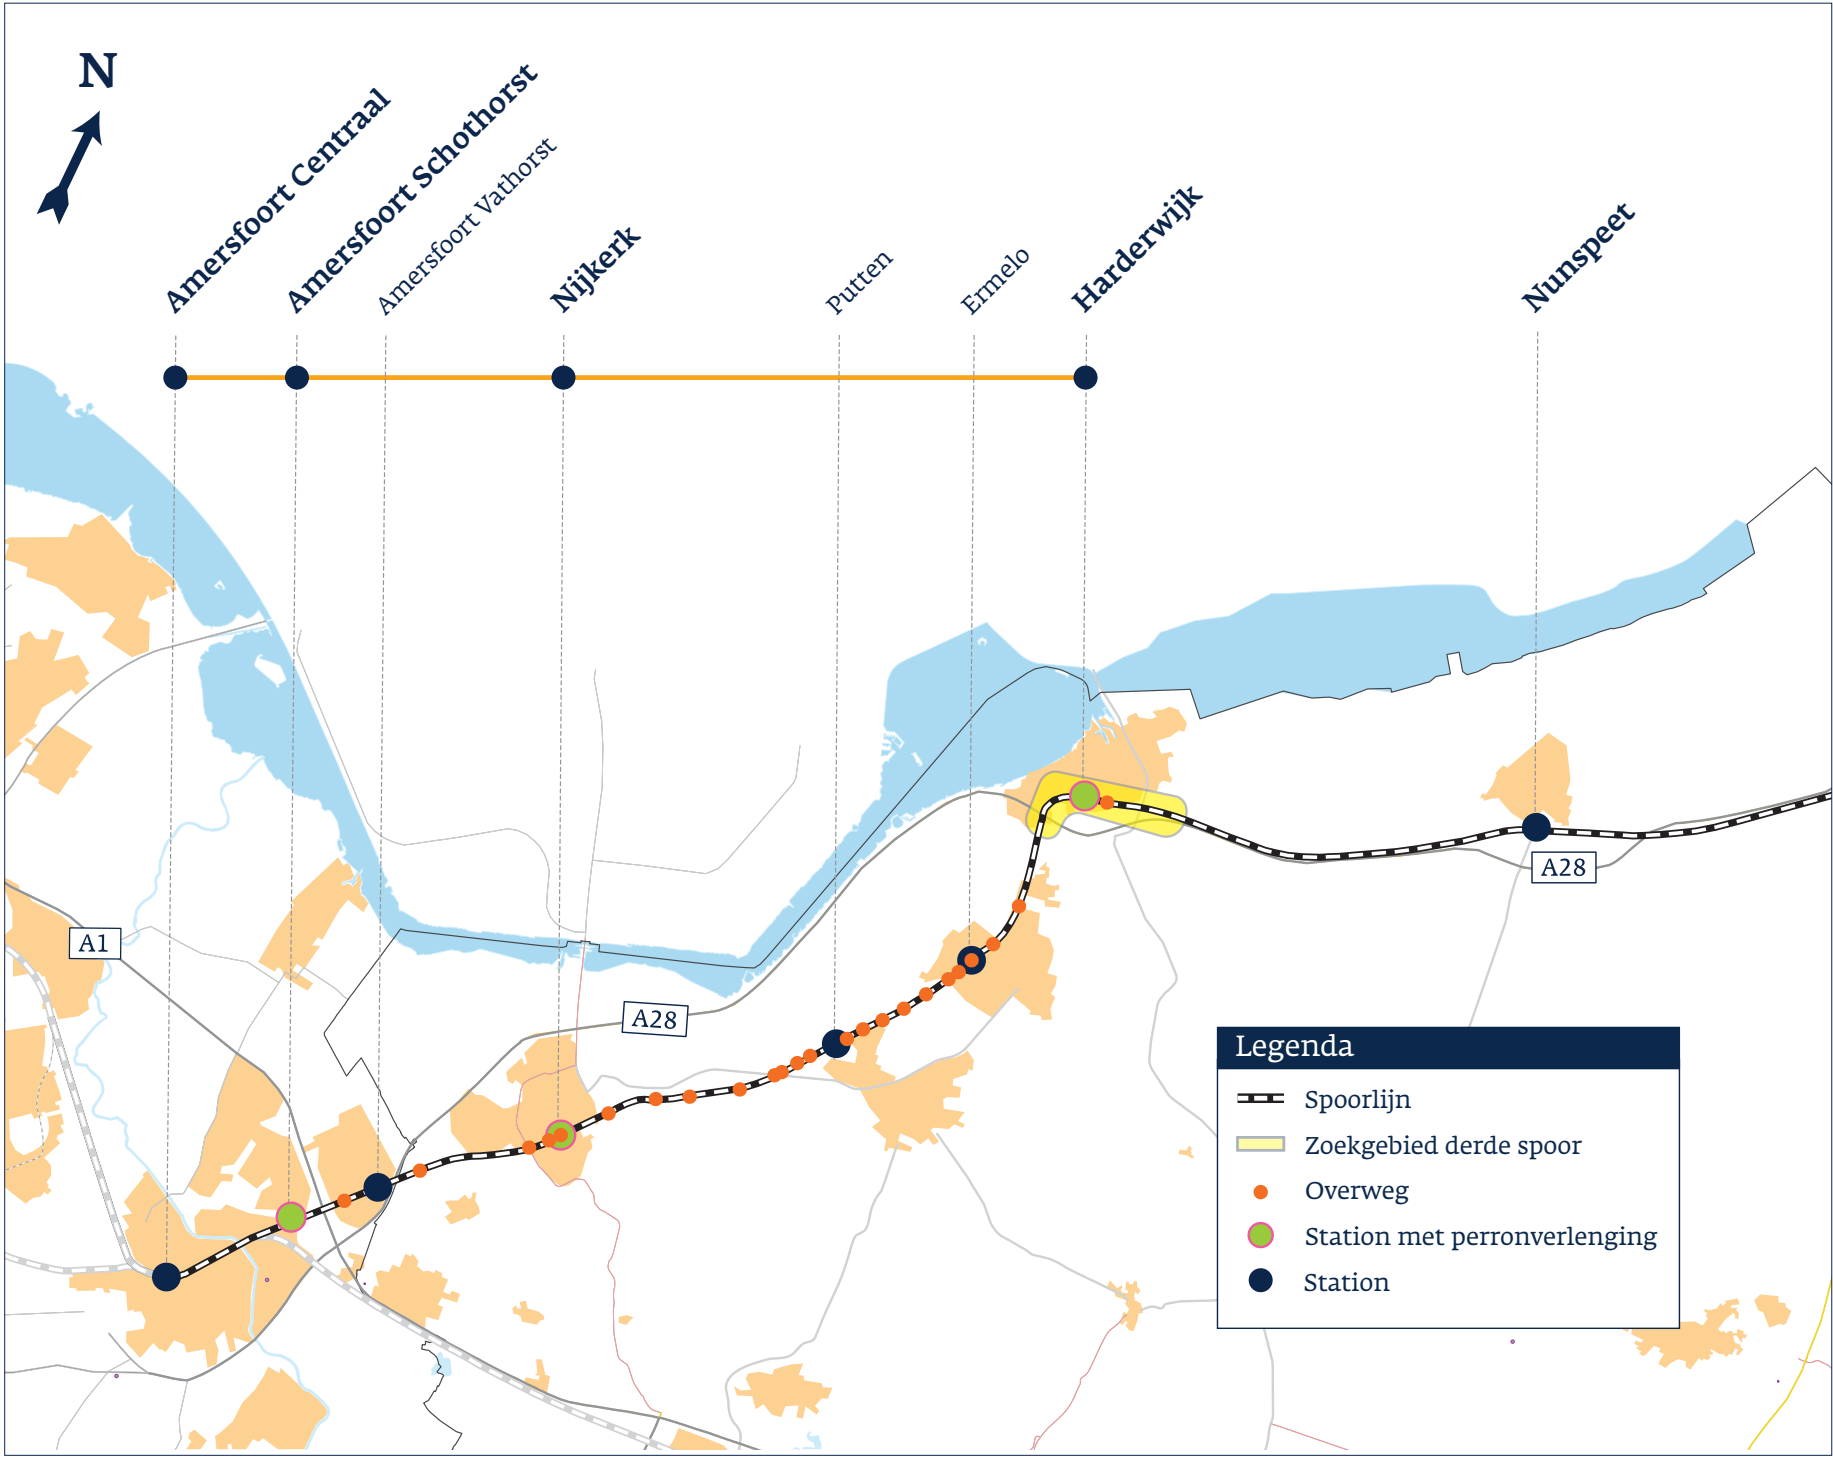 N
Amersfoort Centraal
Amersfoort Schothorst
Amersfoort Vathorst
Nijkerk
Putten
Ermelo
Harderwijk
Nunspeet
A28
A1
A28
Legenda
Spoorlijn
Zoekgebied derde spoor
Overweg
Station met perronverlenging
Station